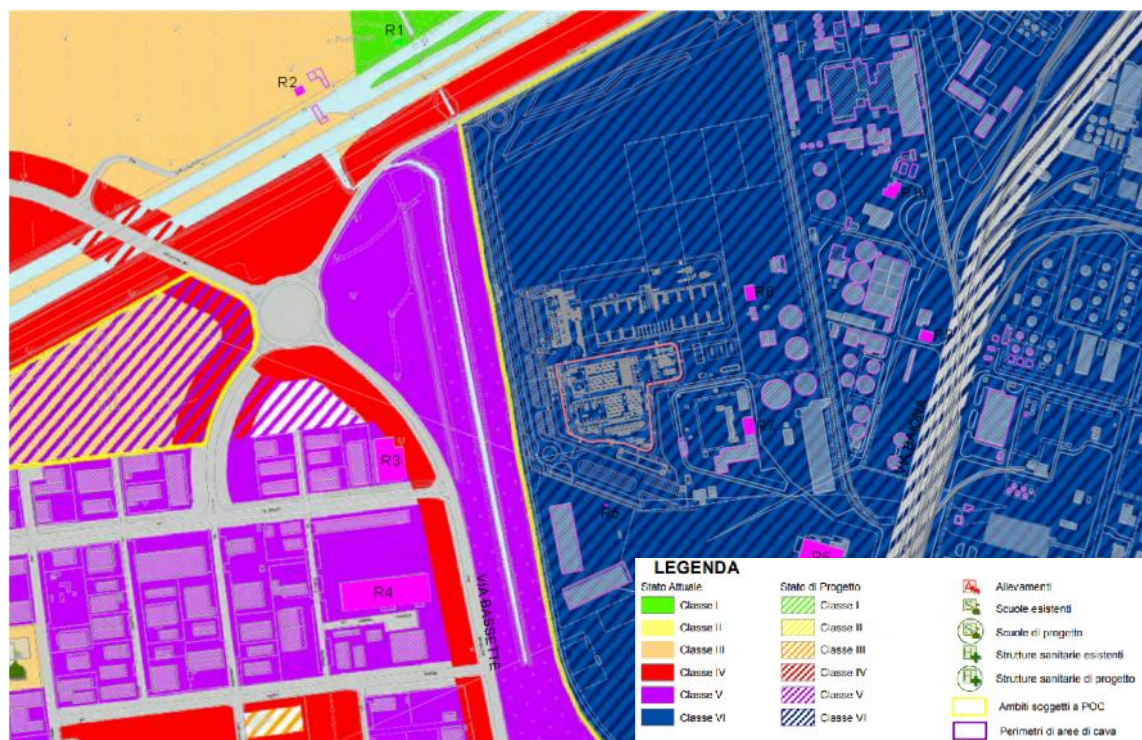 R1
R2
R3
R4
VIA BASSETTE
R6
R5
LEGENDA
Stato Attuale
Classe I
Classe II
Classe III
Classe IV
Classe V
Classe VI
Stato di Progetto
Classe I
Classe II
Classe III
Classe IV
Classe V
Classe VI
Allevamenti
Scuole esistenti
Scuole di progetto
Strutture sanitarie esistenti
Strutture sanitarie di progetto
Ambiti soggetti a POC
Perimetri di aree di cava